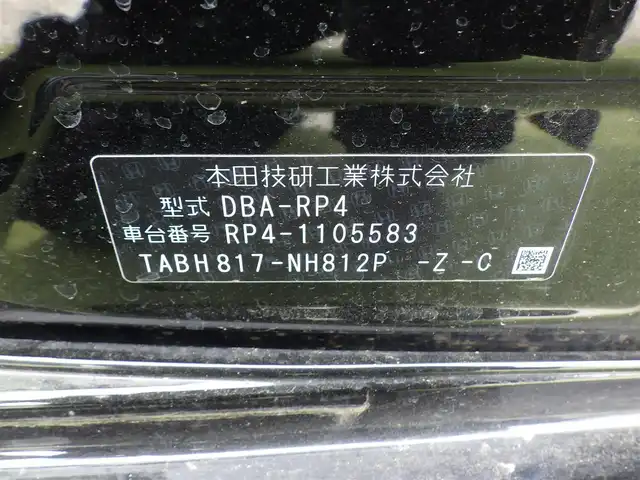 本田技研工業株式会社
型式 DBA-RP4
車台番号 RP4-1105583
TABH817-NH812P -Z-C